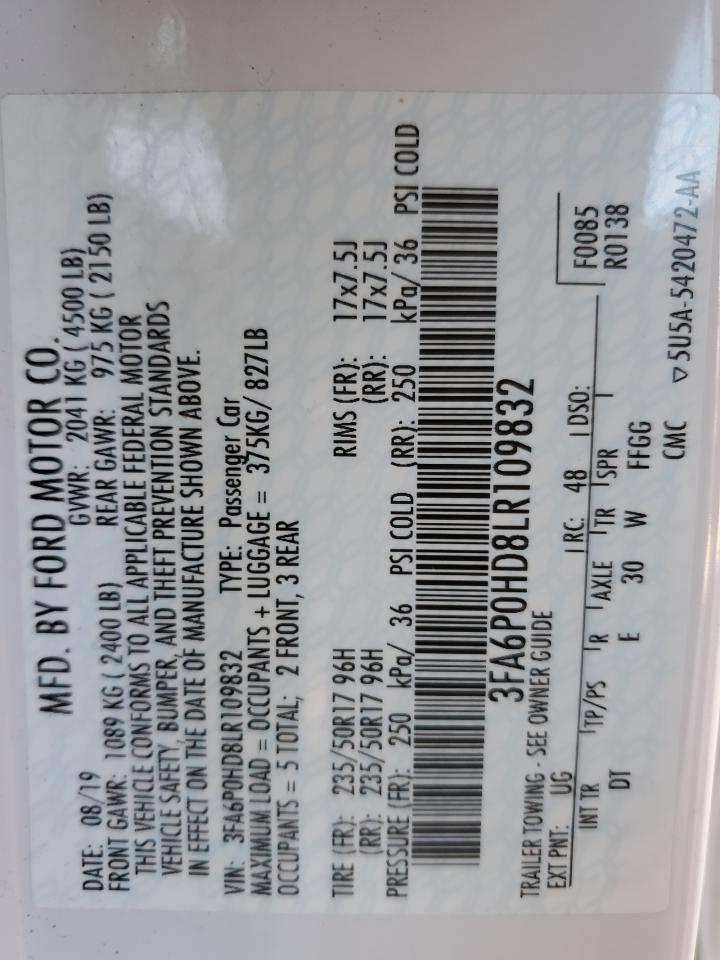 MFD. BY FORD MOTOR CO.
DATE: 08/19 GVWR: 2041 KG ( 4500 LB)
FRONT GAWR: 1089 KG ( 2400 LB) REAR GAWR: 975 KG ( 2150 LB)
THIS VEHICLE CONFORMS TO ALL APPLICABLE FEDERAL MOTOR
VEHICLE SAFETY, BUMPER, AND THEFT PREVENTION STANDARDS
IN EFFECT ON THE DATE OF MANUFACTURE SHOWN ABOVE.
VIN: 3FA6P0HD8LR109832 TYPE: Passenger Car
MAXIMUM LOAD = OCCUPANTS + LUGGAGE = 375KG/ 827LB
OCCUPANTS = 5 TOTAL; 2 FRONT, 3 REAR
TIRE (FR): 235/50R17 96H RIMS (FR): 17x7.5J
(RR): 235/50R17 96H (RR): 17x7.5J
PRESSURE (FR): 250 kPa/ 36 PSI COLD (RR): 250 kPa/ 36 PSI COLD
3FA6P0HD8LR109832
TRAILER TOWING - SEE OWNER GUIDE
EXT PNT: UG RC: 48 DSO: F0085
INT TR TP/PS R AXLE TR SPR R0138
DT E 30 W FFGG
CMC ▽5U5A-5420472-AA